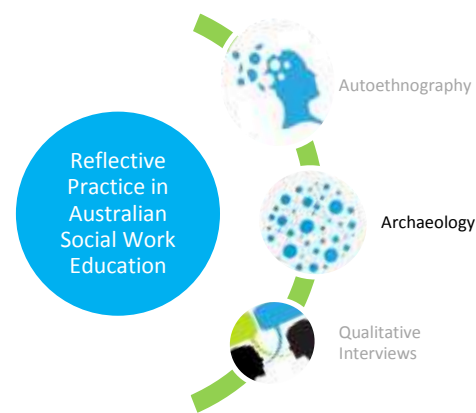 Reflective
Practice in
Australian
Social Work
Education
Autoethnography
Archaeology
Qualitative
Interviews